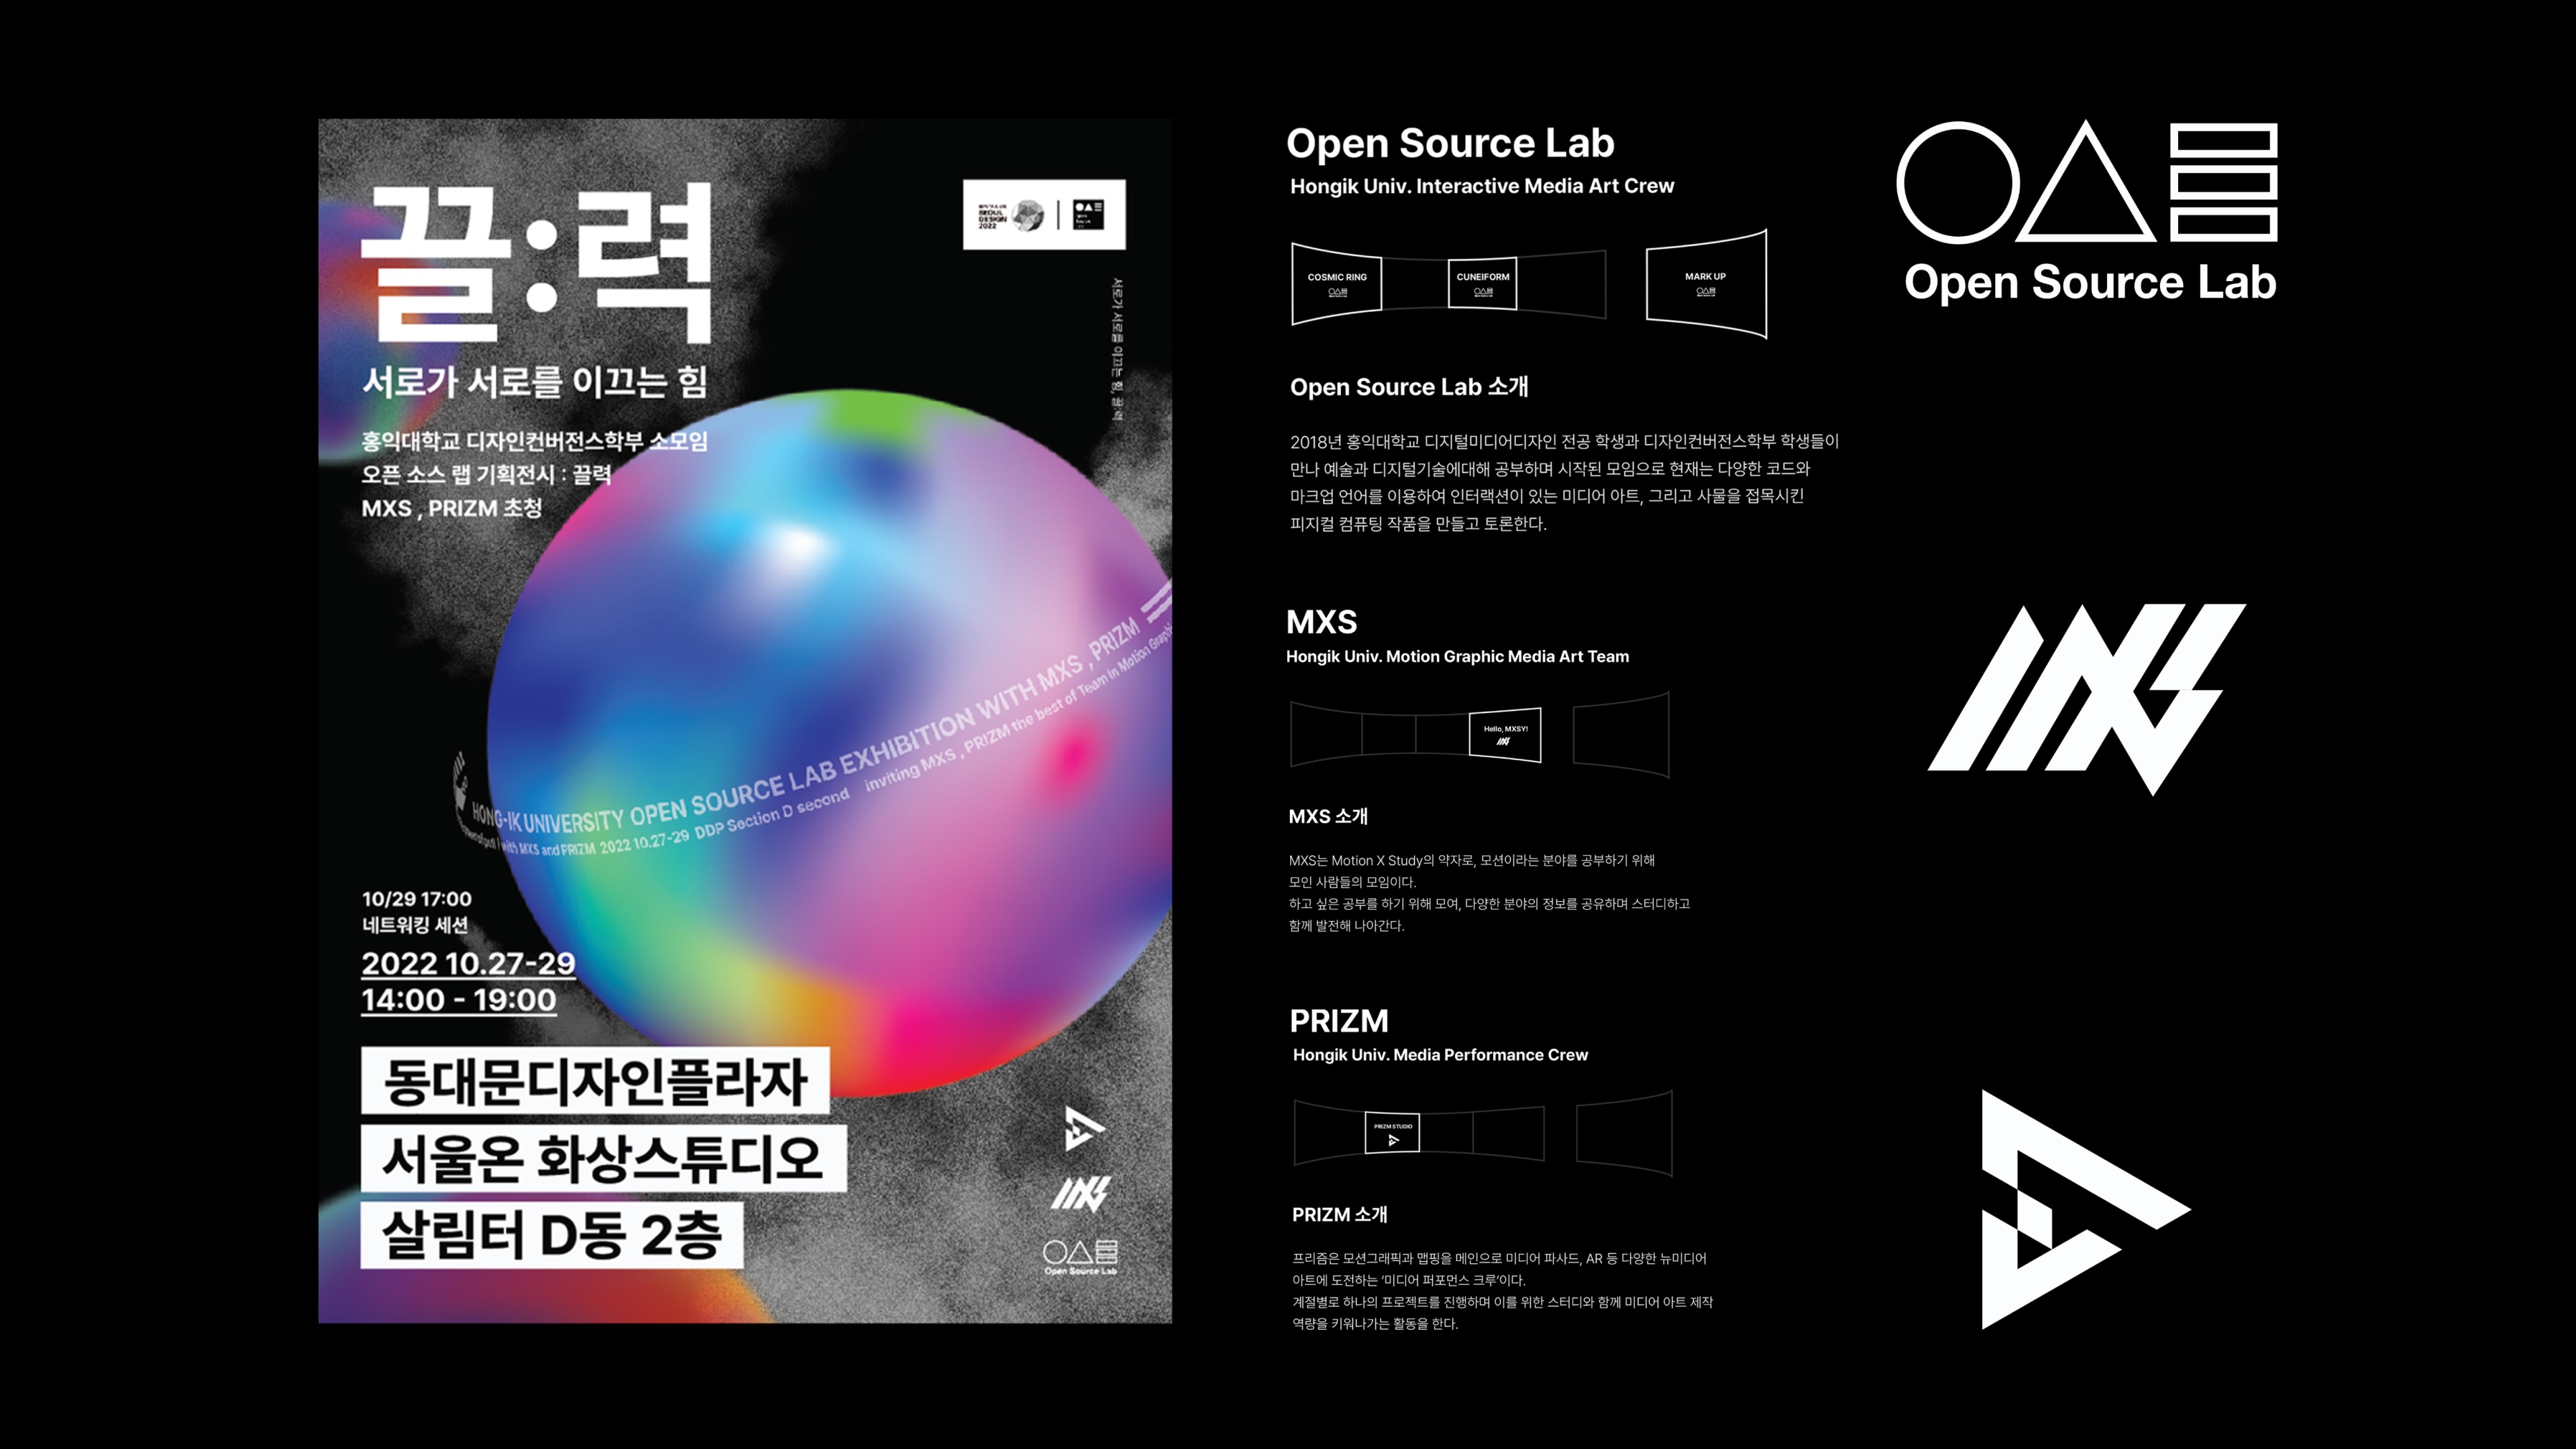 끌:력
서로가 서로를 이끄는 힘
홍익대학교 디자인컨버전스학부 소모임
오픈 소스 랩 기획전시 : 끌력
MXS , PRIZM 초청
SEOUL
DESIGN
2022
서로가 서로를 이끄는 힘, 끌:력
HONG-IK UNIVERSITY OPEN SOURCE LAB EXHIBITION WITH MXS , PRIZM
with MXS and PRIZM 2022 10.27-29 DDP Section D second inviting MXS , PRIZM the best of Team in Motion Graphi
10/29 17:00
네트워킹 세션
2022 10.27-29
14:00 - 19:00
동대문디자인플라자
서울온 화상스튜디오
살림터 D동 2층
Open Source Lab
Open Source Lab
Hongik Univ. Interactive Media Art Crew
COSMIC RING
CUNEIFORM
MARK UP
Open Source Lab 소개
2018년 홍익대학교 디지털미디어디자인 전공 학생과 디자인컨버전스학부 학생들이
만나 예술과 디지털기술에대해 공부하며 시작된 모임으로 현재는 다양한 코드와
마크업 언어를 이용하여 인터랙션이 있는 미디어 아트, 그리고 사물을 접목시킨
피지컬 컴퓨팅 작품을 만들고 토론한다.
Open Source Lab
MXS
Hongik Univ. Motion Graphic Media Art Team
Hello, MXSY!
MXS 소개
MXS는 Motion X Study의 약자로, 모션이라는 분야를 공부하기 위해
모인 사람들의 모임이다.
하고 싶은 공부를 하기 위해 모여, 다양한 분야의 정보를 공유하며 스터디하고
함께 발전해 나아간다.
PRIZM
Hongik Univ. Media Performance Crew
PRIZM STUDIO
PRIZM 소개
프리즘은 모션그래픽과 맵핑을 메인으로 미디어 파사드, AR 등 다양한 뉴미디어
아트에 도전하는 ‘미디어 퍼포먼스 크루’이다.
계절별로 하나의 프로젝트를 진행하며 이를 위한 스터디와 함께 미디어 아트 제작
역량을 키워나가는 활동을 한다.